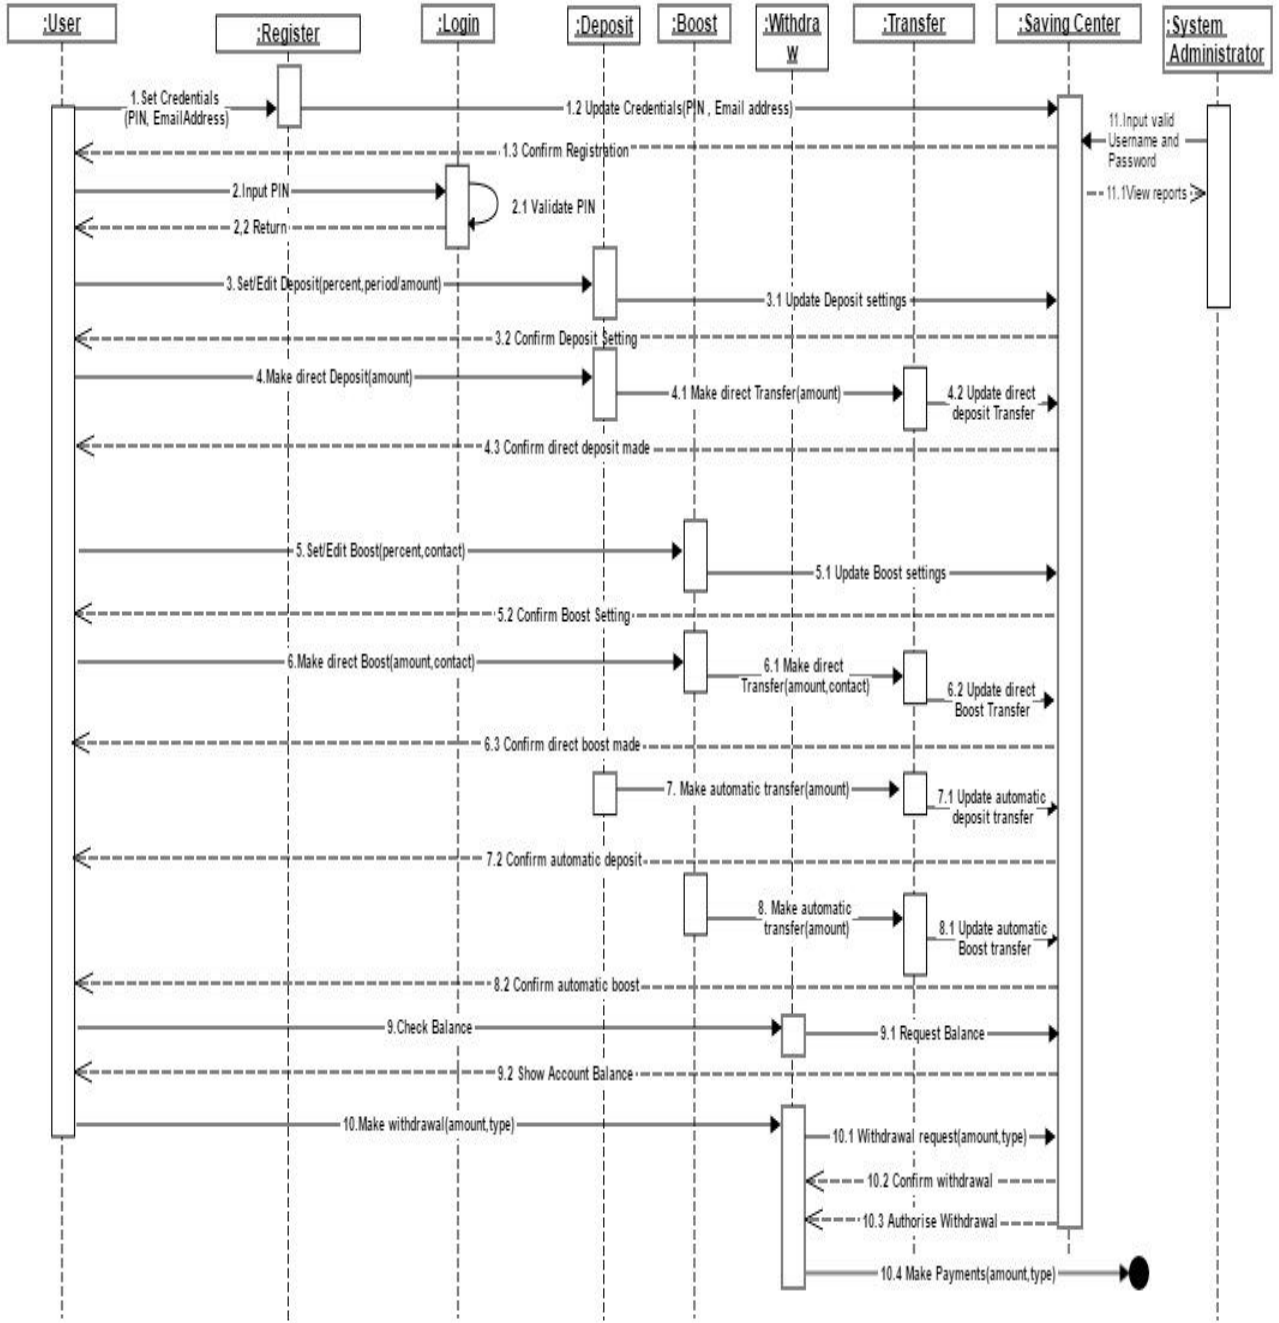 :User
:Register
:Login
:Deposit
:Boost
:Withdra
w
:Transfer
:Saving Center
:System
Administrator
1.Set Credentials
(PIN, EmailAddress)
1.2 Update Credentials(PIN , Email address)
11.Input valid
Username and
Password
1.3 Confirm Registration
2.Input PIN
2.1 Validate PIN
11.1View reports
2,2 Return
3.Set/Edit Deposit(percent,period/amount)
3.1 Update Deposit settings
3.2 Confirm Deposit Setting
4.Make direct Deposit(amount)
4.1 Make direct Transfer(amount)
4.2 Update direct
deposit Transfer
4.3 Confirm direct deposit made
5.Set/Edit Boost(percent,contact)
5.1 Update Boost settings
5.2 Confirm Boost Setting
6.Make direct Boost(amount,contact)
6.1 Make direct
Transfer(amount,contact)
6.2 Update direct
Boost Transfer
6.3 Confirm direct boost made
7. Make automatic transfer(amount)
7.1 Update automatic
deposit transfer
7.2 Confirm automatic deposit
8. Make automatic
transfer(amount)
8.1 Update automatic
Boost transfer
8.2 Confirm automatic boost
9.Check Balance
9.1 Request Balance
9.2 Show Account Balance
10.Make withdrawal(amount,type)
10.1 Withdrawal request(amount,type)
10.2 Confirm withdrawal
10.3 Authorise Withdrawal
10.4 Make Payments(amount,type)